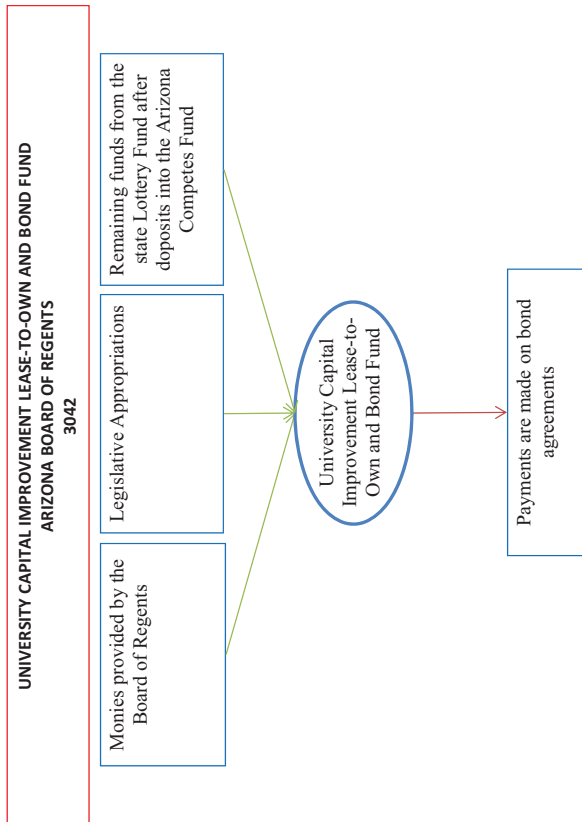 UNIVERSITY CAPITAL IMPROVEMENT LEASE-TO-OWN AND BOND FUND
ARIZONA BOARD OF REGENTS
3042
Monies provided by the
Board of Regents
Legislative Appropriations
Remaining funds from the
state Lottery Fund after
doposits into the Arizona
Competes Fund
University Capital
Improvement Lease-to-
Own and Bond Fund
Payments are made on bond
agreements